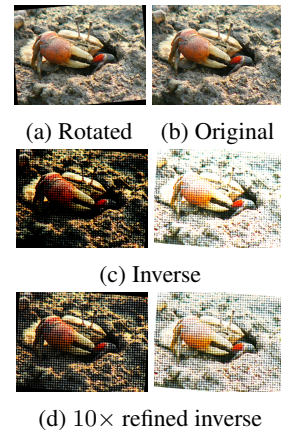 (a) Rotated (b) Original
(c) Inverse
(d) 10× refined inverse